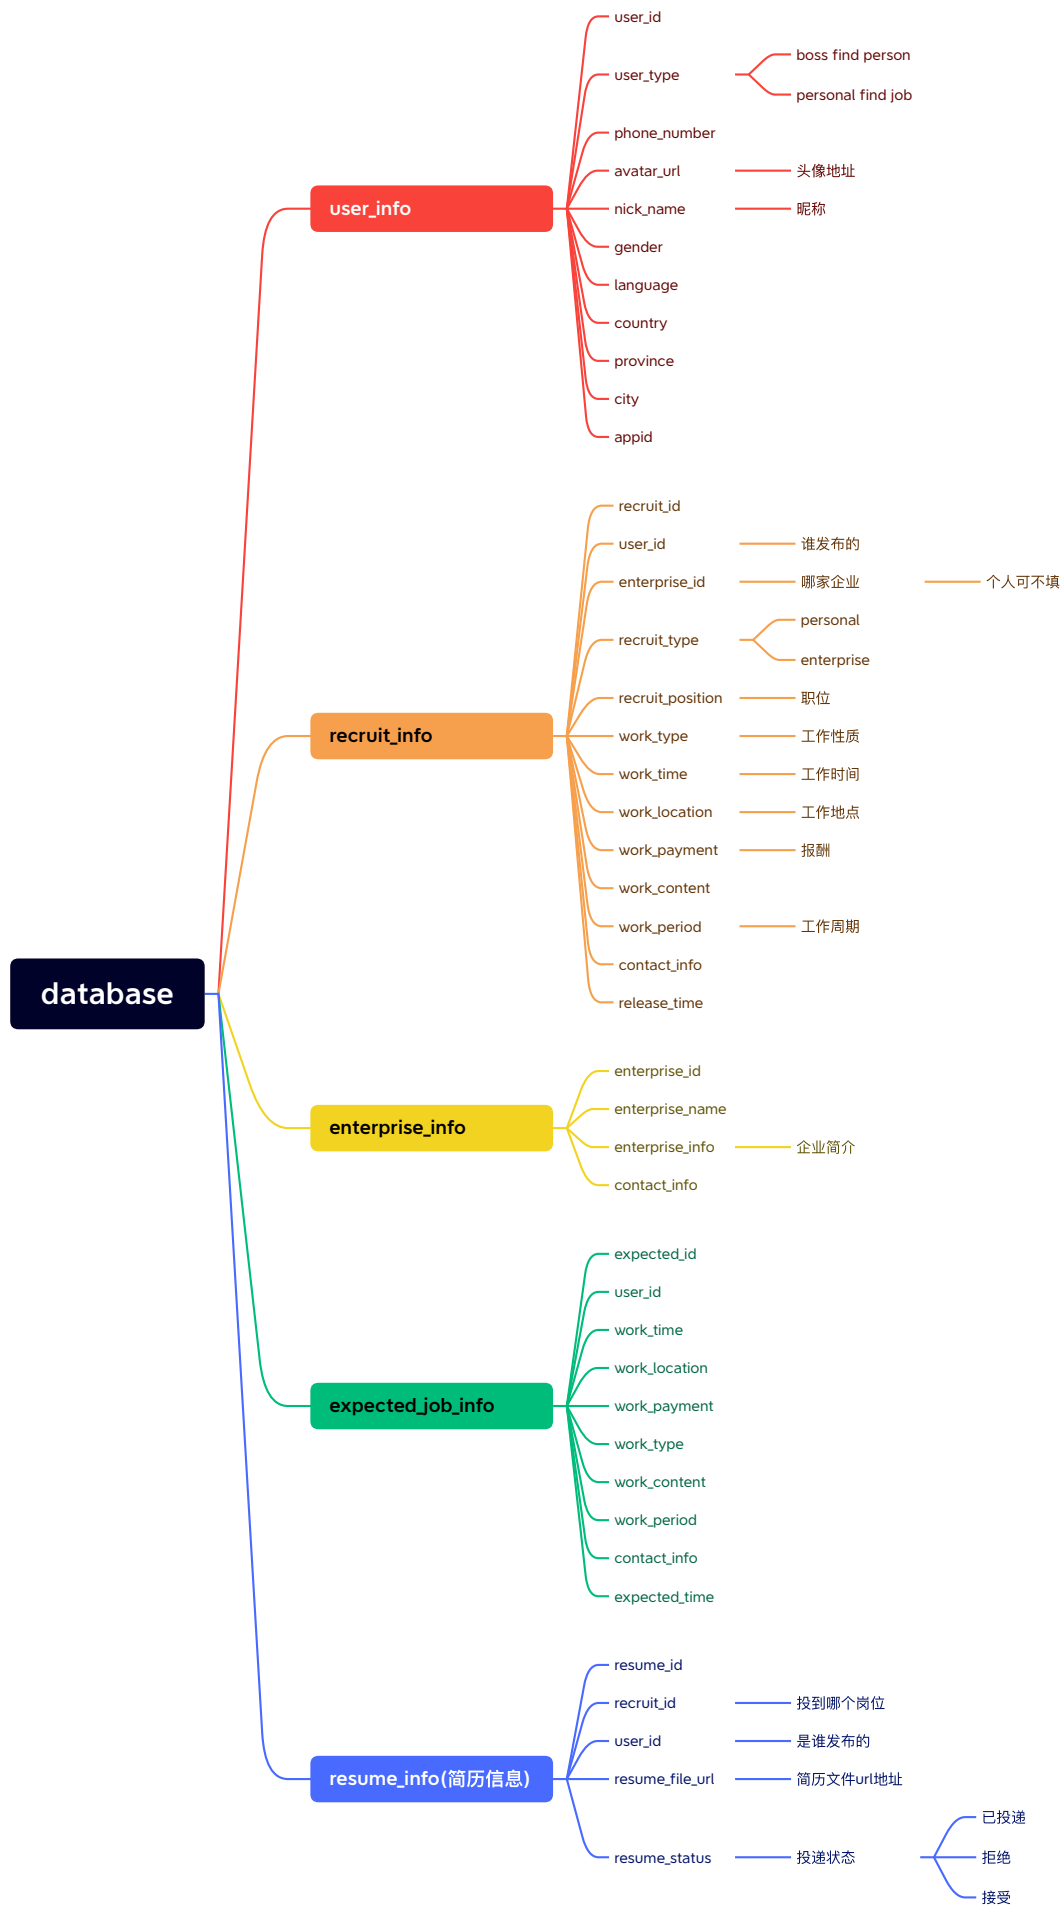 database
user_info
user_id
user_type
boss find person
personal find job
phone_number
avatar_url
头像地址
nick_name
昵称
gender
language
country
province
city
appid
recruit_info
recruit_id
user_id
谁发布的
enterprise_id
哪家企业
个人可不填
recruit_type
personal
enterprise
recruit_position
职位
work_type
工作性质
work_time
工作时间
work_location
工作地点
work_payment
报酬
work_content
work_period
工作周期
contact_info
release_time
enterprise_info
enterprise_id
enterprise_name
enterprise_info
企业简介
contact_info
expected_job_info
expected_id
user_id
work_time
work_location
work_payment
work_type
work_content
work_period
contact_info
expected_time
resume_info(简历信息)
resume_id
recruit_id
投到哪个岗位
user_id
是谁发布的
resume_file_url
简历文件url地址
resume_status
投递状态
已投递
拒绝
接受